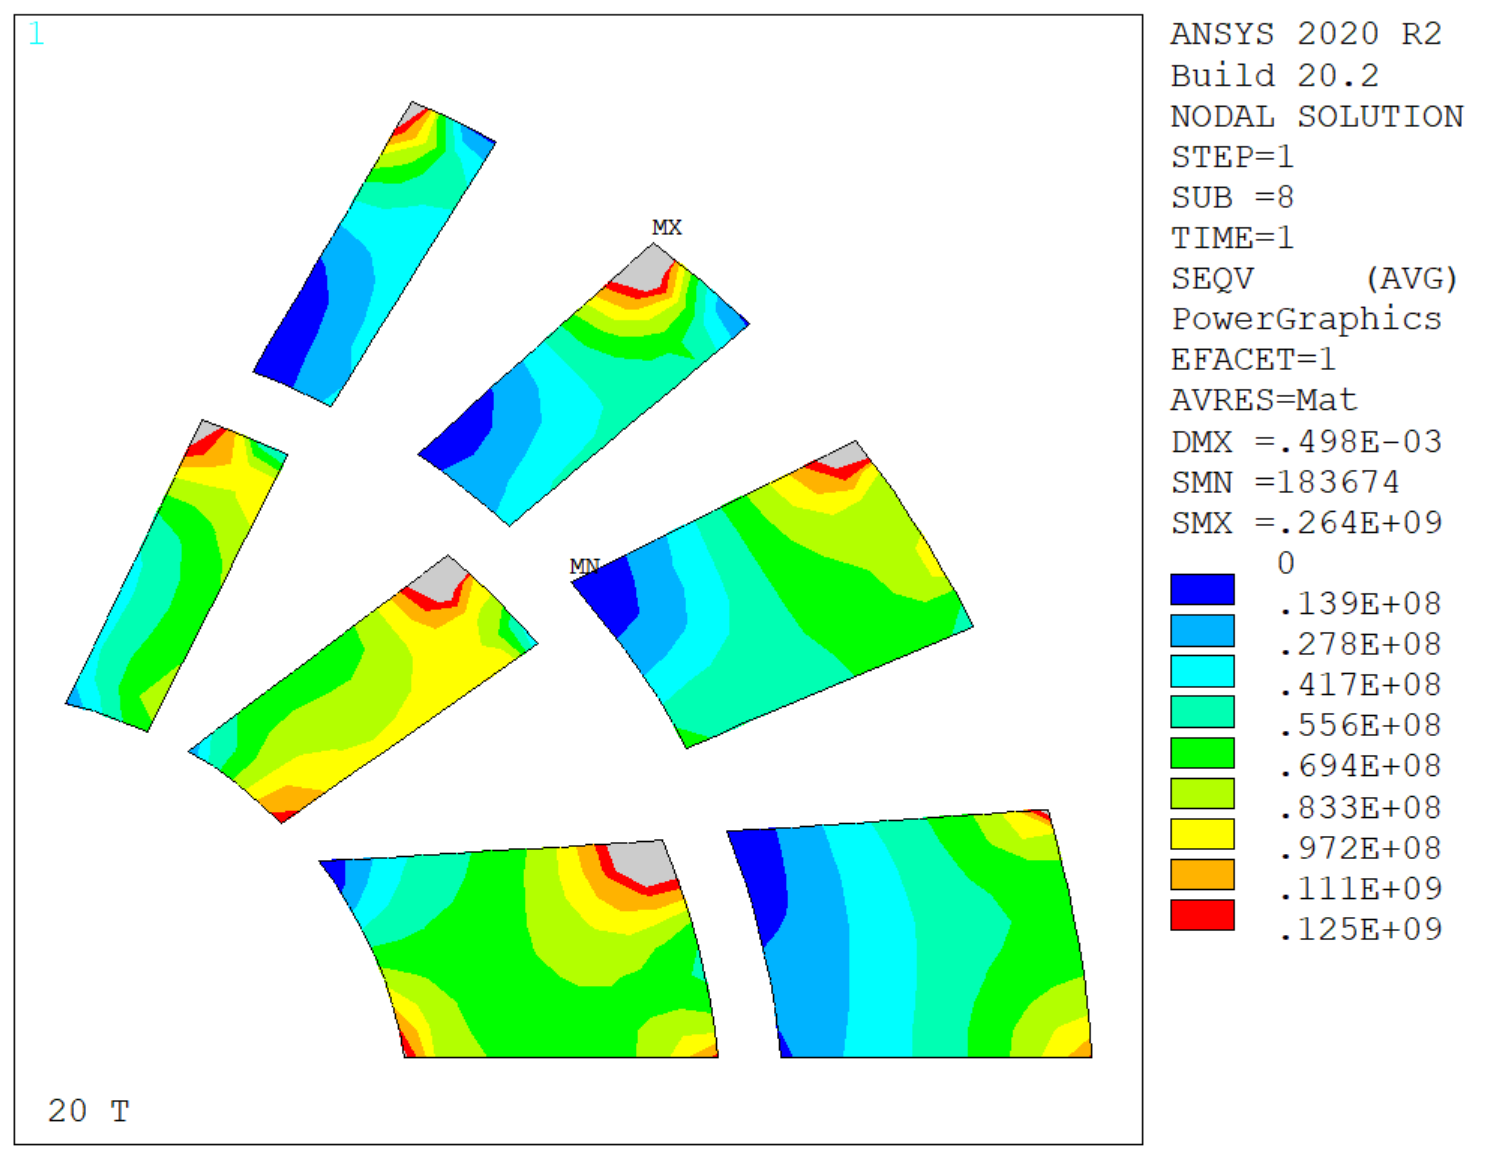 1
MX
MN
20 T
ANSYS 2020 R2
Build 20.2
NODAL SOLUTION
STEP=1
SUB =8
TIME=1
SEQV (AVG)
PowerGraphics
EFACET=1
AVRES=Mat
DMX =.498E-03
SMN =183674
SMX =.264E+09
0
.139E+08
.278E+08
.417E+08
.556E+08
.694E+08
.833E+08
.972E+08
.111E+09
.125E+09